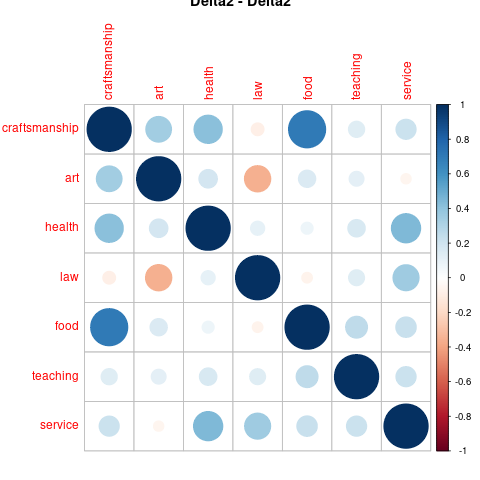 Delta2 - Delta2
craftsmanship
art
health
law
food
teaching
service
craftsmanship
art
health
law
food
teaching
service
1
0.8
0.6
0.4
0.2
0
-0.2
-0.4
-0.6
-0.8
-1